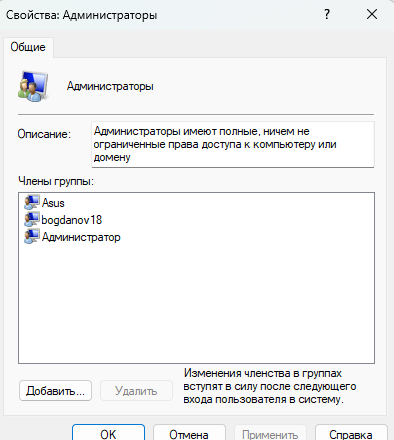 Свойства: Администраторы
?
Общие
Администраторы
Описание:
Администраторы имеют полные, ничем не
ограниченные права доступа к компьютеру или
домену
Члены группы:
Asus
bogdanov18
Администратор
Добавить...
Удалить
Изменения членства в группах
вступят в силу после следующего
входа пользователя в систему.
ОК
Отмена
Применить
Справка